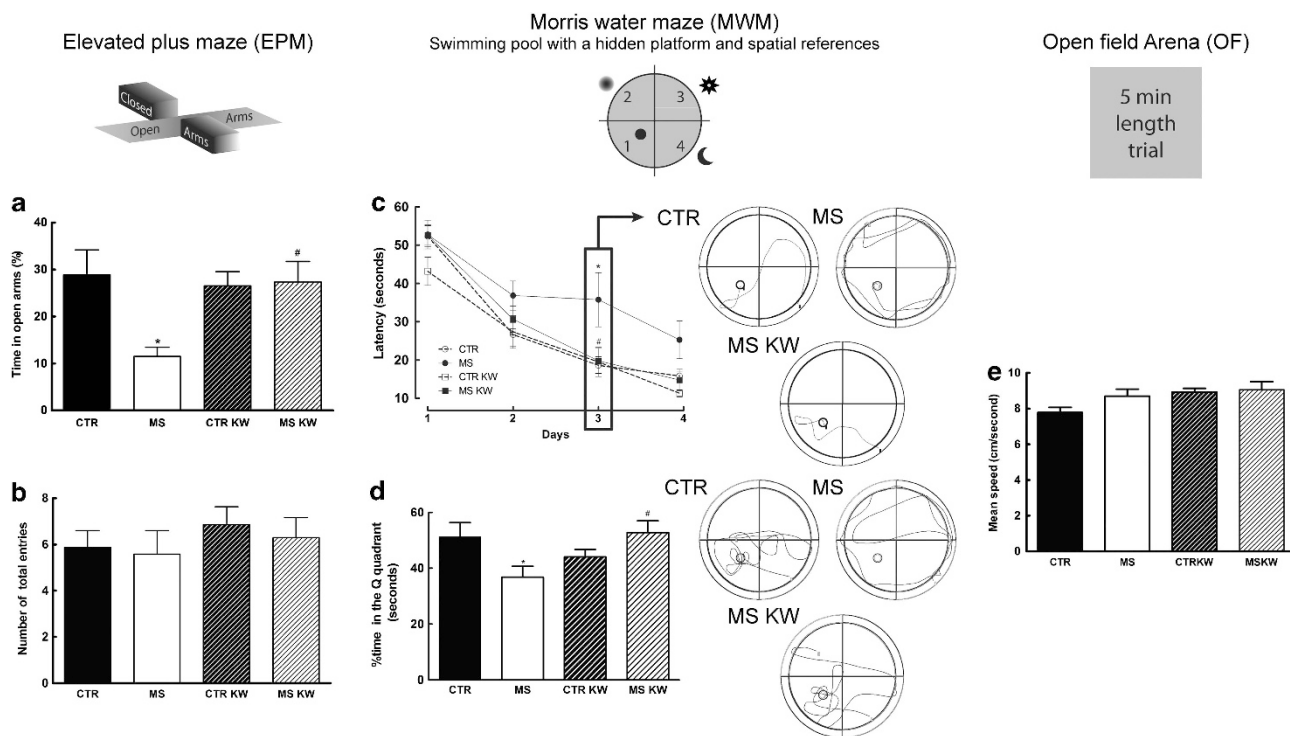 Elevated plus maze (EPM)
Closed
Open
Arms
Arms
Morris water maze (MWM)
Swimming pool with a hidden platform and spatial references
2
3
1
4
Open field Arena (OF)
5 min
length
trial
a
Time in open arms (%)
40
30
20
10
0
*
#
CTR
MS
CTR KW
MS KW
b
Number of total entries
8
6
4
2
0
CTR
MS
CTR KW
MS KW
c
Latency (seconds)
60
50
40
30
20
10
*
#
CTR
MS
CTR KW
MS KW
1
2
3
4
Days
CTR
MS
MS KW
d
%time in the Q quadrant
(seconds)
60
40
20
0
*
#
CTR
MS
CTR KW
MS KW
CTR
MS
MS KW
e
Mean speed (cm/second)
10
8
6
4
2
0
CTR
MS
CTRKW
MSKW